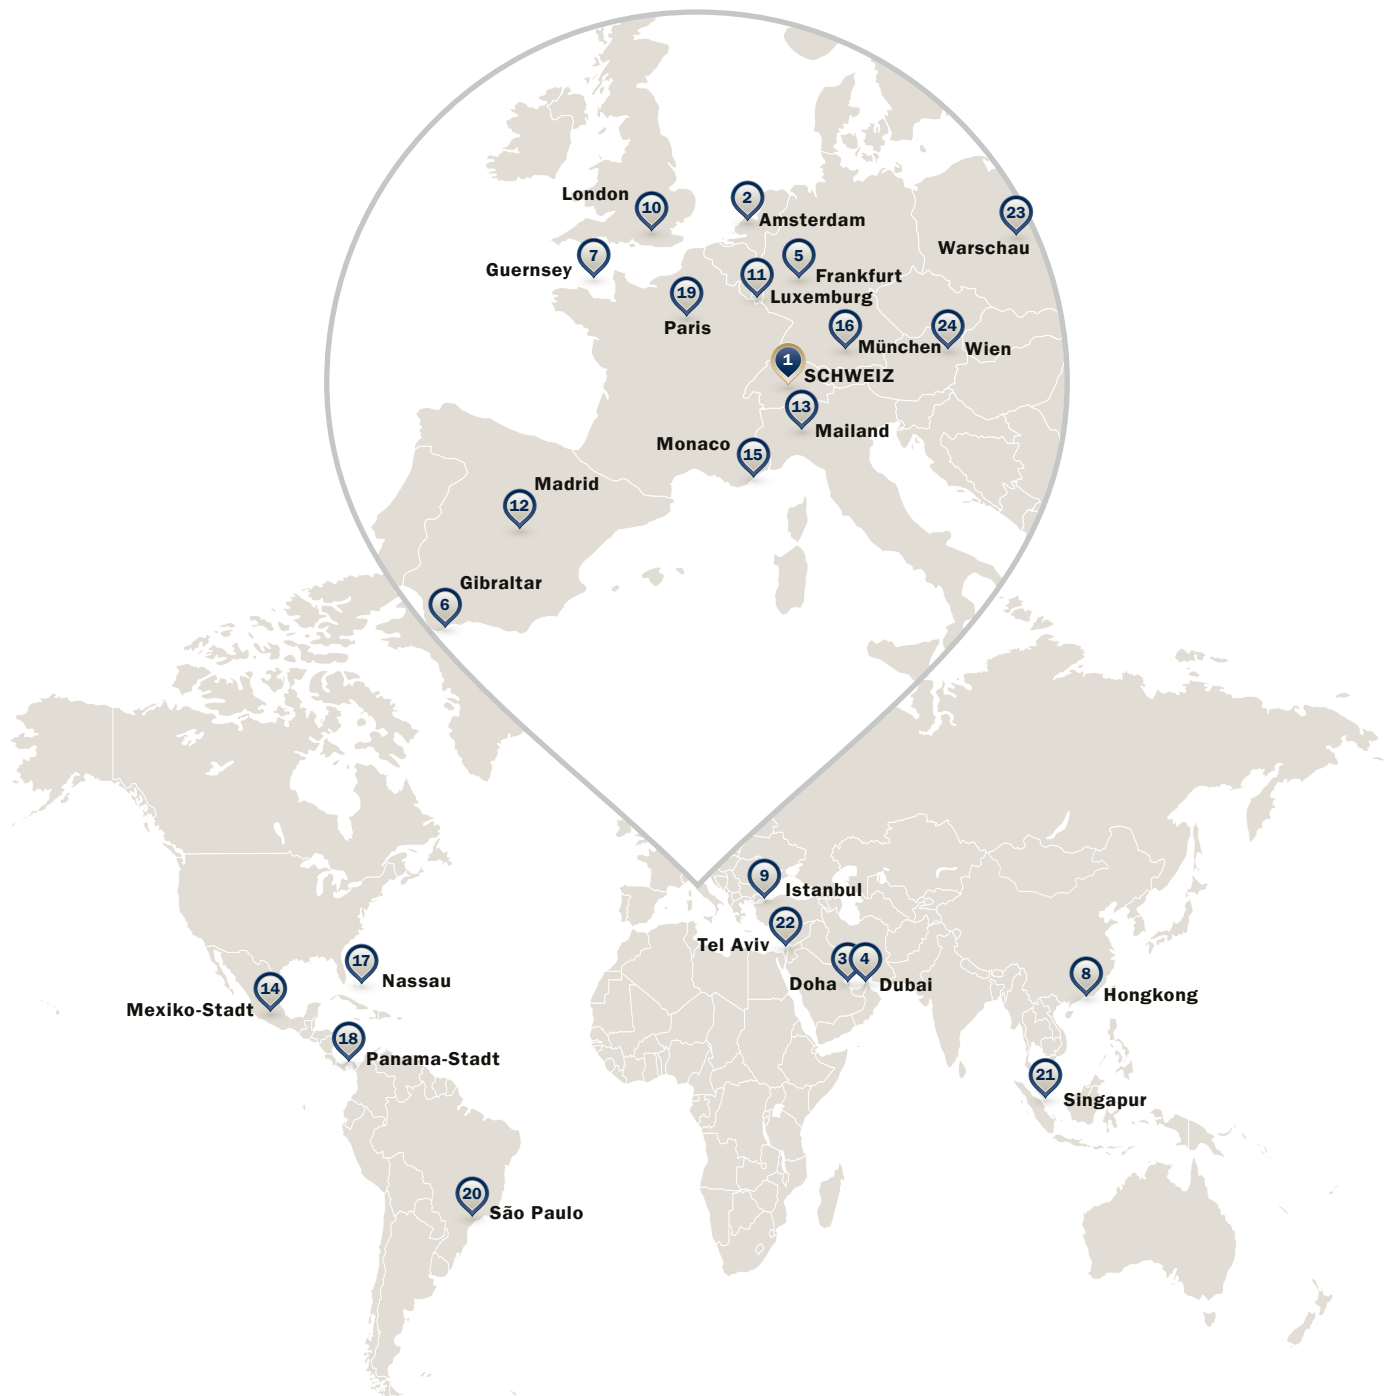 London
10
2
Amsterdam
23
Warschau
7
Guernsey
5
Frankfurt
11
Luxemburg
19
Paris
16
München
24
Wien
1
SCHWEIZ
13
Mailand
Monaco
15
Madrid
12
Gibraltar
6
9
Istanbul
22
Tel Aviv
3
4
Doha
Dubai
17
Nassau
14
Mexiko-Stadt
8
Hongkong
18
Panama-Stadt
21
Singapur
20
São Paulo